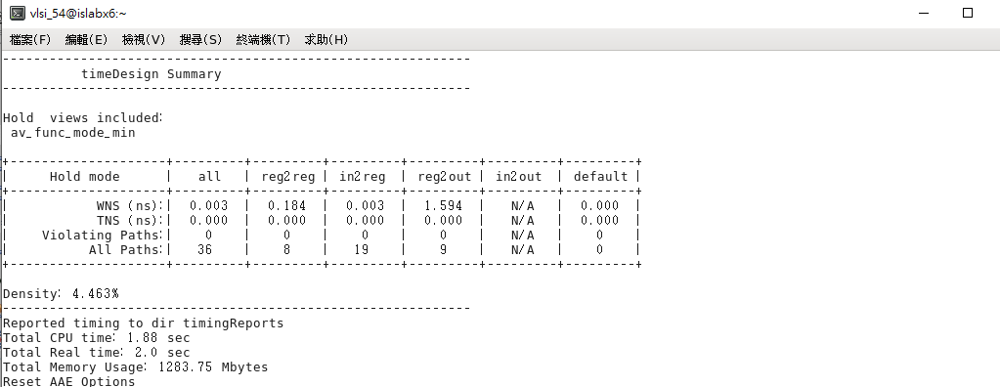 vlsi_54@islabx6:~
檔案(F) 編輯(E) 檢視(V) 搜尋(S) 終端機(T) 求助(H)
------------------------------------------------------------
          timeDesign Summary
------------------------------------------------------------
Hold  views included:
 av_func_mode_min
+--------------------+---------+---------+---------+---------+---------+---------+
|     Hold mode      |   all   | reg2reg | in2reg  | reg2out | in2out  | default |
+--------------------+---------+---------+---------+---------+---------+---------+
|           WNS (ns):|  0.003  |  0.184  |  0.003  |  1.594  |   N/A   |  0.000  |
|           TNS (ns):|  0.000  |  0.000  |  0.000  |  0.000  |   N/A   |  0.000  |
|    Violating Paths:|    0    |    0    |    0    |    0    |   N/A   |    0    |
|          All Paths:|   36    |    8    |   19    |    9    |   N/A   |    0    |
+--------------------+---------+---------+---------+---------+---------+---------+
Density: 4.463%
------------------------------------------------------------
Reported timing to dir timingReports
Total CPU time: 1.88 sec
Total Real time: 2.0 sec
Total Memory Usage: 1283.75 Mbytes
Reset AAE Options